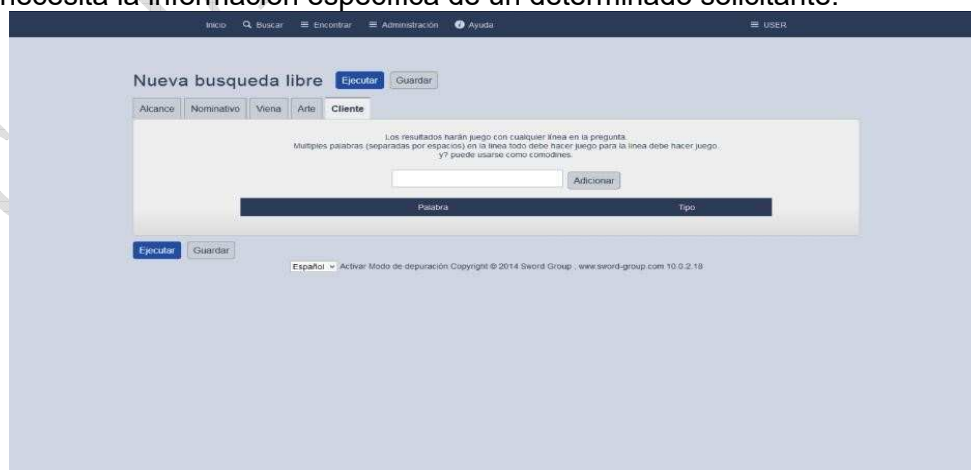 necesita la información específica de un determinado solicitante.
Inicio Buscar Encontrar Administración Ayuda USER
Nueva busqueda libre Ejecutar Guardar
Alcance Nominativo Viena Arte Cliente
Los resultados harán juego con cualquier línea en la pregunta.
Multiples palabras (separadas por espacios) en la linea todo debe hacer juego para la linea debe hacer juego.
y? puede usarse como comodines.
Adicionar
Palabra Tipo
Ejecutar Guardar
Español Activar Modo de depuración Copyright © 2014 Sword Group , www.sword-group.com 10.0.2.18